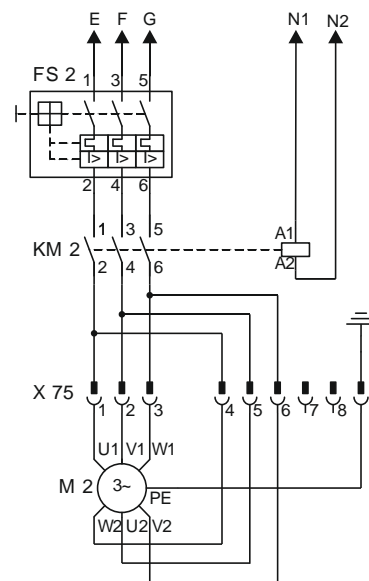 E F G N1 N2
FS 2 1 3 5
I> I> I>
2 4 6
1 3 5 A1
KM 2
2 4 6 A2
X 75
1 2 3 4 5 6 7 8
U1 V1 W1
M 2 3~
PE
W2 U2 V2